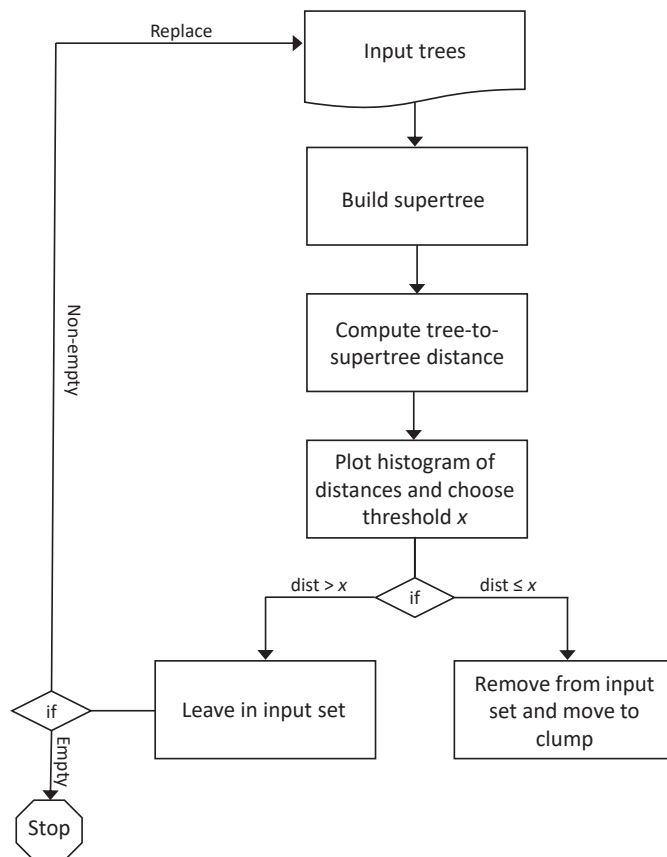 Replace
Input trees
Build supertree
Non-empty
Compute tree-to-
supertree distance
Plot histogram of
distances and choose
threshold x
dist > x
if
dist ≤ x
if
Leave in input set
Remove from input
set and move to
clump
Empty
Stop